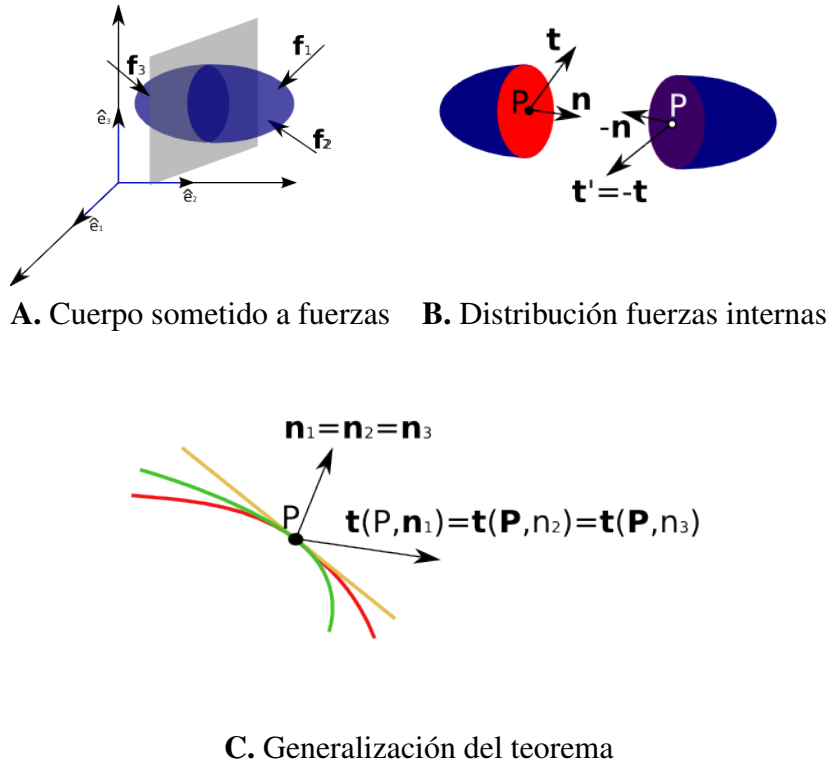 f₃
f₁
f₂
ê₃
ê₂
ê₁
t
P
n
P
-n
t'=-t
A. Cuerpo sometido a fuerzas
B. Distribución fuerzas internas
n₁=n₂=n₃
P
t(P,n₁)=t(P,n₂)=t(P,n₃)
C. Generalización del teorema